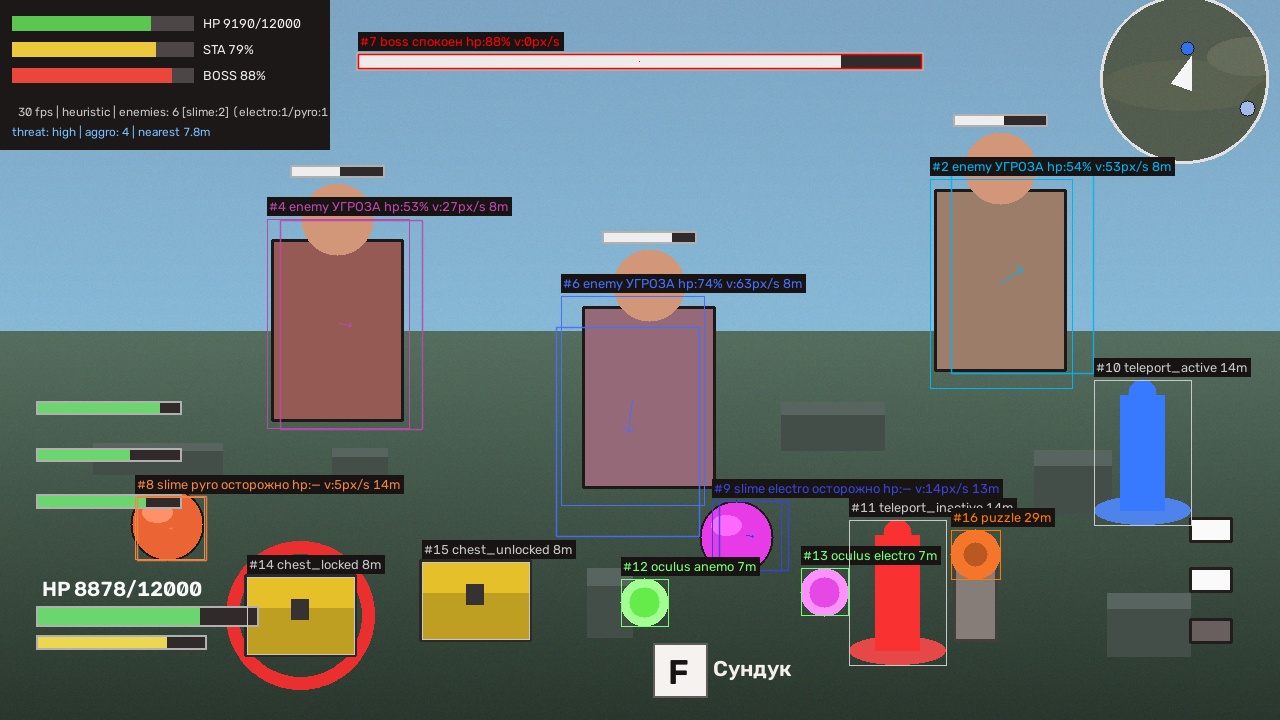 HP 9190/12000
STA 79%
BOSS 88%
30 fps | heuristic | enemies: 6 [slime:2] (electro:1/pyro:1
threat: high | aggro: 4 | nearest 7.8m
#7 boss спокоен hp:88% v:0px/s
#2 enemy УГРОЗА hp:54% v:53px/s 8m
#4 enemy УГРОЗА hp:53% v:27px/s 8m
#6 enemy УГРОЗА hp:74% v:63px/s 8m
#10 teleport_active 14m
#8 slime pyro осторожно hp:— v:5px/s 14m
#9 slime electro осторожно hp:— v:14px/s 13m
#11 teleport_inactive 14m
#16 puzzle 29m
#15 chest_unlocked 8m
#14 chest_locked 8m
#12 oculus anemo 7m
#13 oculus electro 7m
HP 8878/12000
F Сундук